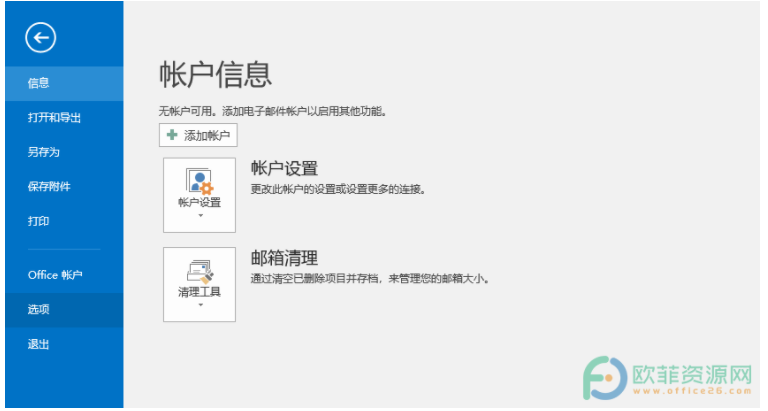 信息
打开和导出
另存为
保存附件
打印
Office 帐户
选项
退出
帐户信息
无帐户可用。添加电子邮件帐户以启用其他功能。
添加帐户
帐户设置
帐户设置
更改此帐户的设置或设置更多的连接。
清理工具
邮箱清理
通过清空已删除项目并存档，来管理您的邮箱大小。
欧菲资源网
www.office26.com